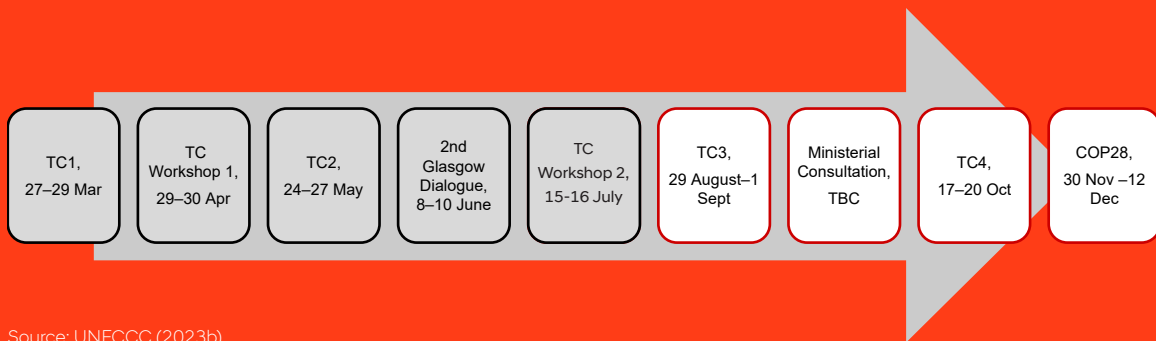 TC1,
27–29 Mar
TC
Workshop 1,
29–30 Apr
TC2,
24–27 May
2nd
Glasgow
Dialogue,
8–10 June
TC
Workshop 2,
15-16 July
TC3,
29 August–1
Sept
Ministerial
Consultation,
TBC
TC4,
17–20 Oct
COP28,
30 Nov –12
Dec
Source: UNFCCC (2023b)